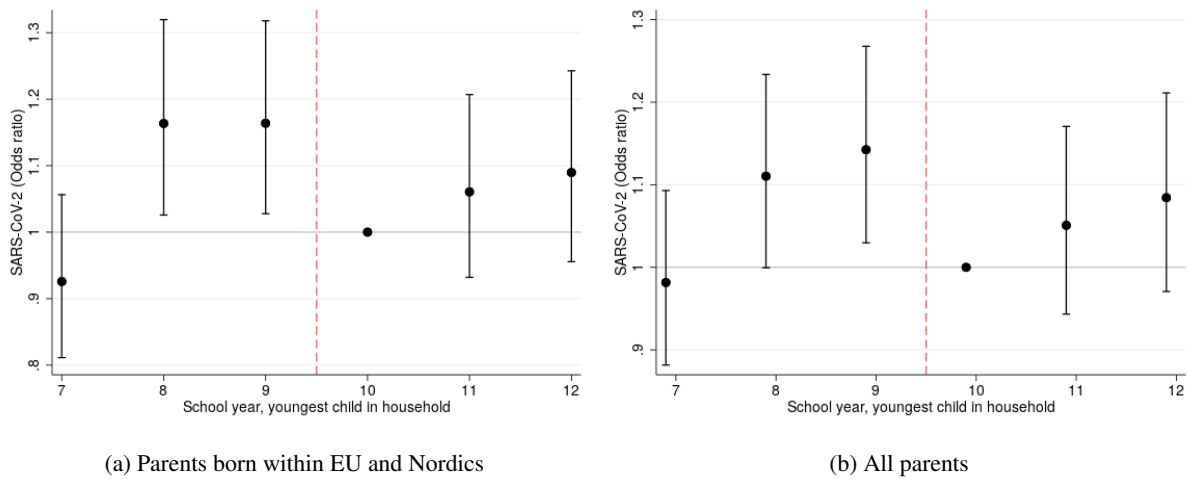 1.3
1.2
1.1
1
.9
.8
SARS-CoV-2 (Odds ratio)
7 8 9 10 11 12
School year, youngest child in household
(a) Parents born within EU and Nordics
1.3
1.2
1.1
1
.9
SARS-CoV-2 (Odds ratio)
7 8 9 10 11 12
School year, youngest child in household
(b) All parents